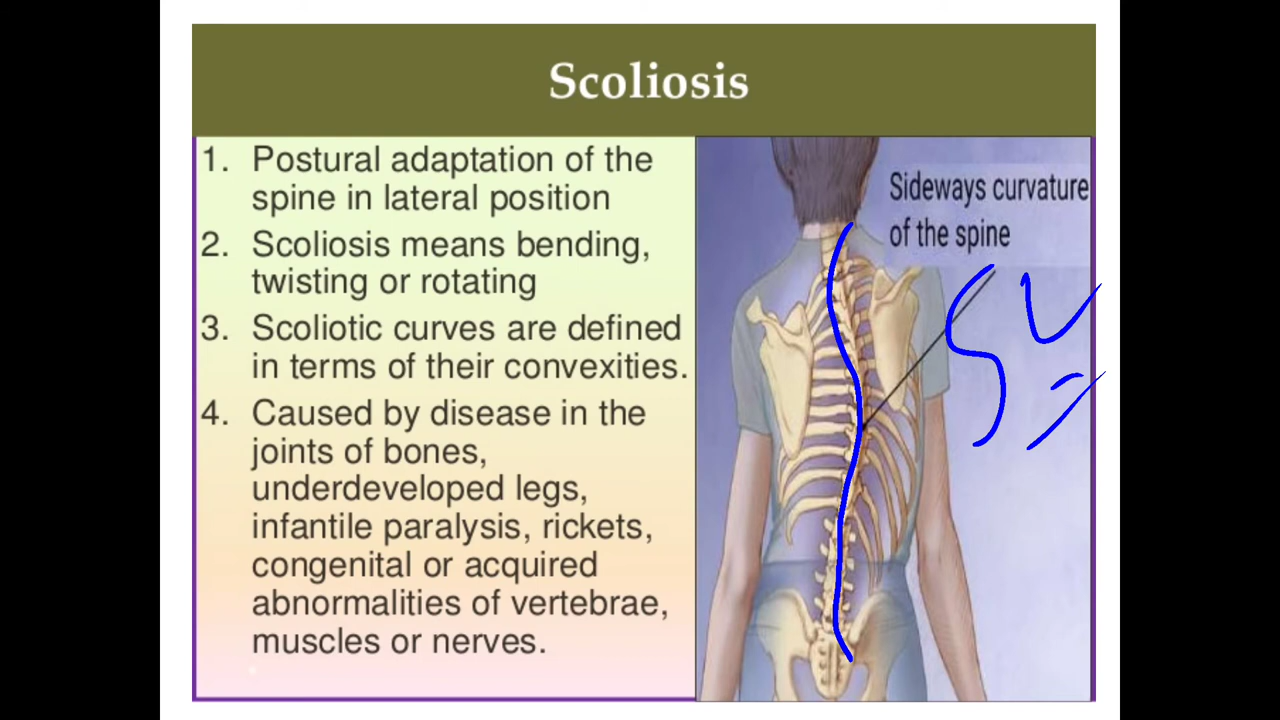 Scoliosis
1. Postural adaptation of the
spine in lateral position
2. Scoliosis means bending,
twisting or rotating
3. Scoliotic curves are defined
in terms of their convexities.
4. Caused by disease in the
joints of bones,
underdeveloped legs,
infantile paralysis, rickets,
congenital or acquired
abnormalities of vertebrae,
muscles or nerves.
Sideways curvature
of the spine